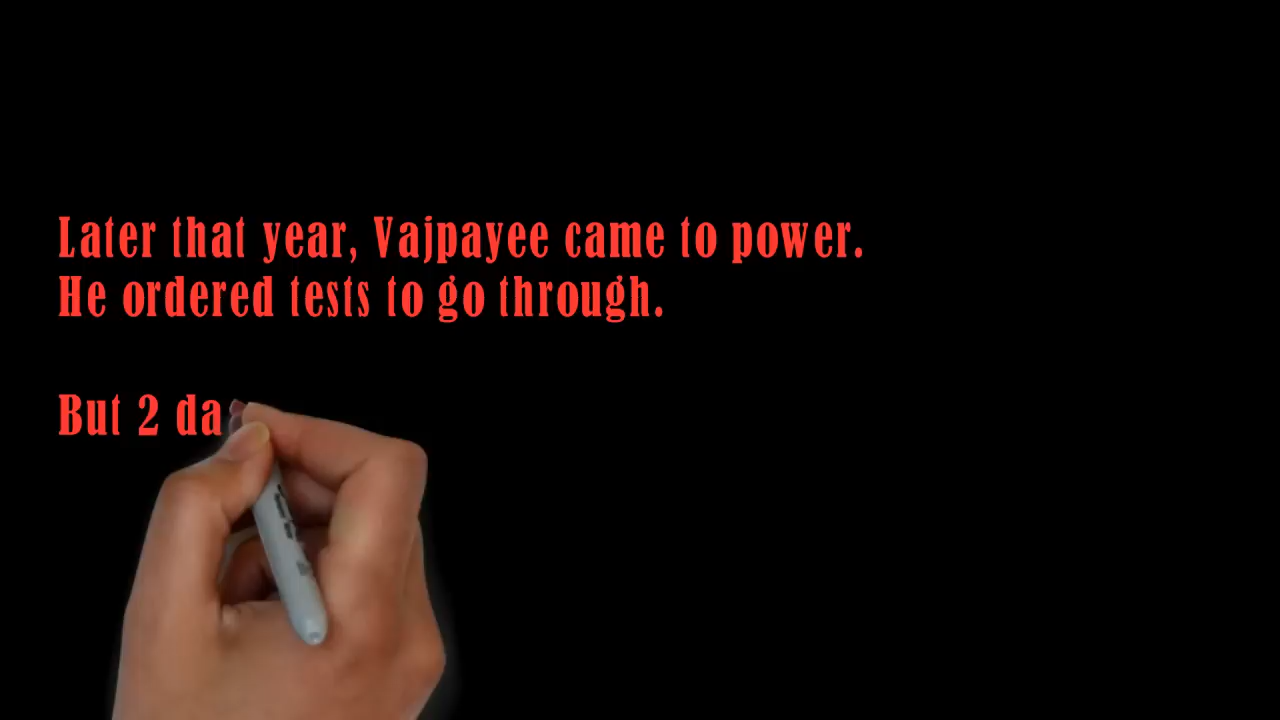 Later that year, Vajpayee came to power.
He ordered tests to go through.
But 2 da